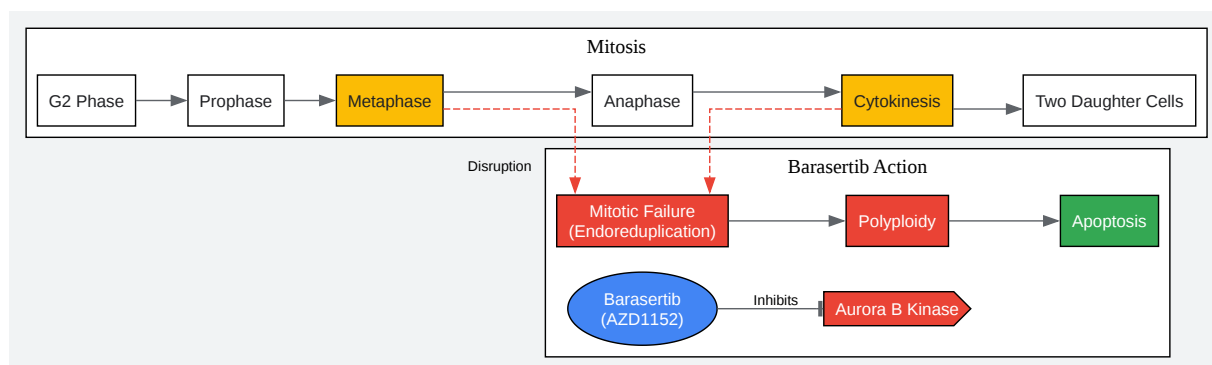 Mitosis
G2 Phase
Prophase
Metaphase
Anaphase
Cytokinesis
Two Daughter Cells
Disruption
Barasertib Action
Mitotic Failure
(Endoreduplication)
Polyploidy
Apoptosis
Barasertib
(AZD1152)
Inhibits
Aurora B Kinase